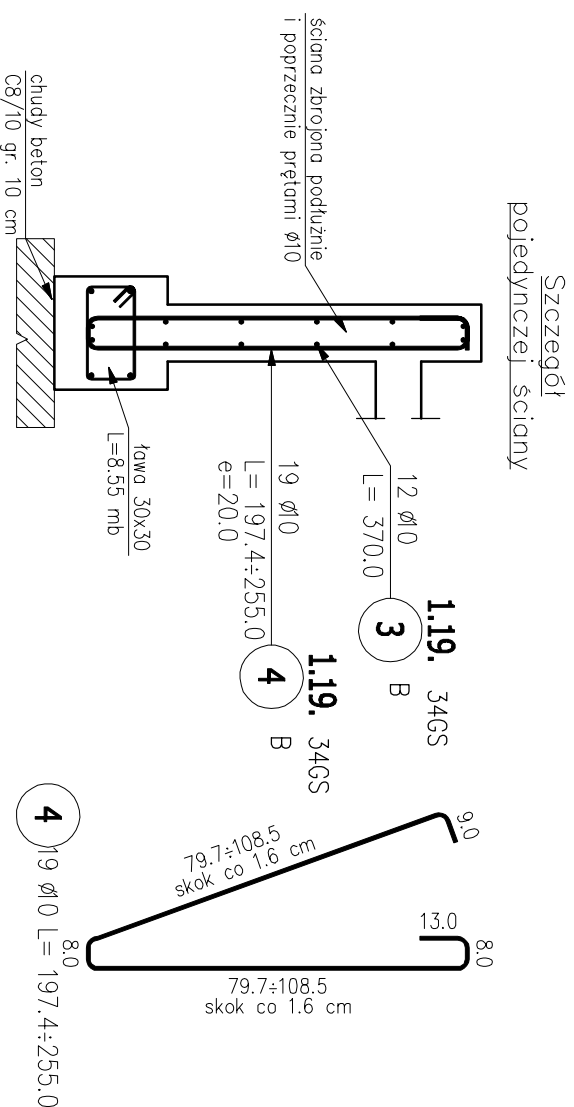 Szczegół
pojedynczej ściany
ściana zbrojona podłużnie
i poprzecznie prętami ø10
chudy beton
C8/10 gr. 10 cm
ława 30x30
L=8.55 mb
12 ø10
L= 370.0
3
1.19.
34GS
B
19 ø10
L= 197.4÷255.0
e=20.0
4
1.19.
34GS
B
9.0
79.7÷108.5
skok co 1.6 cm
13.0
8.0
79.7÷108.5
skok co 1.6 cm
8.0
4
19 ø10 L= 197.4÷255.0